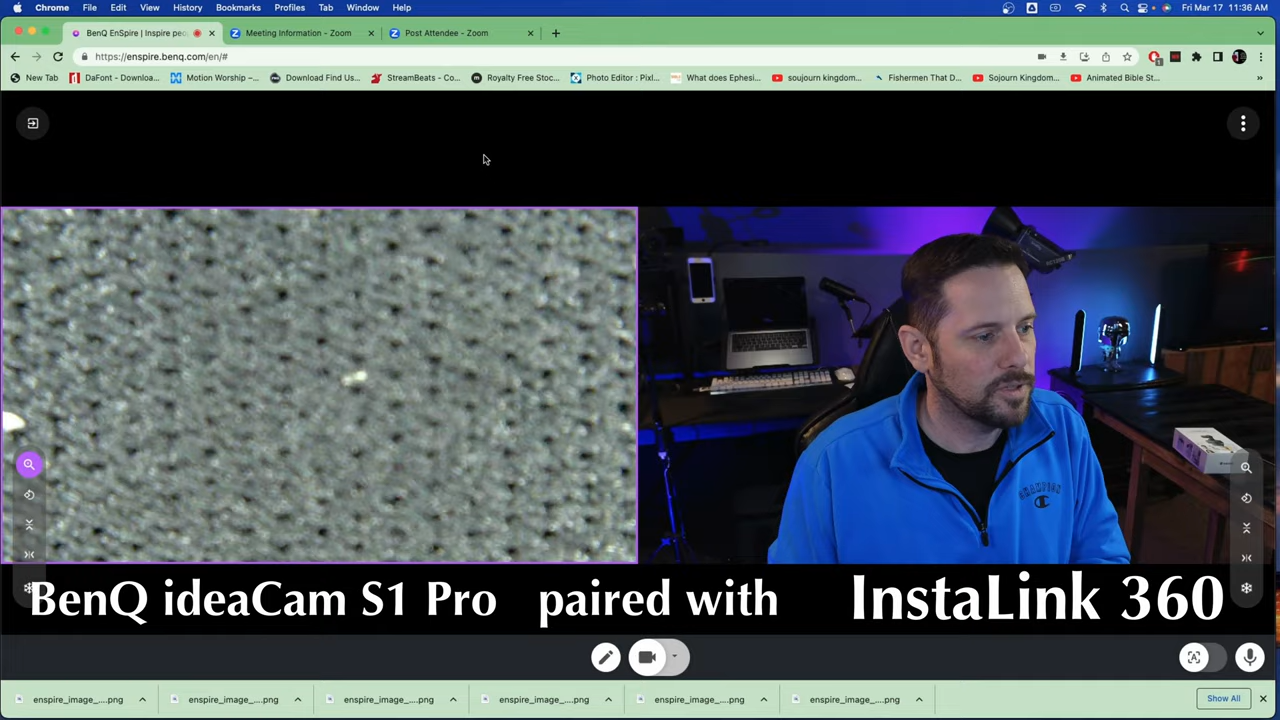 Chrome File Edit View History Bookmarks Profiles Tab Window Help Fri Mar 17 11:36 AM
BenQ EnSpire | Inspire peo Meeting Information - Zoom Post Attendee - Zoom
https://enspire.benq.com/en/#
New Tab DaFont - Downloa... Motion Worship –... Download Find Us... StreamBeats - Co... Royalty Free Stoc... Photo Editor : Pixl... What does Ephesi... soujourn kingdom... Fishermen That D... Sojourn Kingdom... Animated Bible St...
CHAMPION
BenQ ideaCam S1 Pro paired with InstaLink 360
enspire_image_....png enspire_image_....png enspire_image_....png enspire_image_....png enspire_image_....png enspire_image_....png Show All